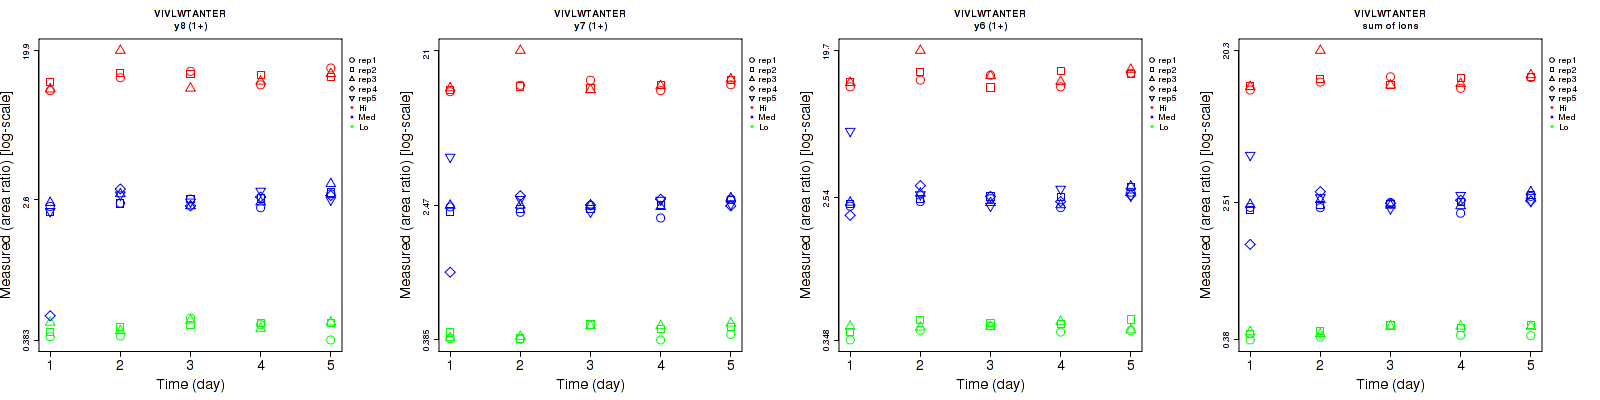 VIVLWTANTER
y8 (1+)
Measured (area ratio) [log-scale]
19.9
2.6
0.383
1 2 3 4 5
Time (day)
rep1
rep2
rep3
rep4
rep5
Hi
Med
Lo
VIVLWTANTER
y7 (1+)
Measured (area ratio) [log-scale]
21
2.47
0.385
1 2 3 4 5
Time (day)
rep1
rep2
rep3
rep4
rep5
Hi
Med
Lo
VIVLWTANTER
y6 (1+)
Measured (area ratio) [log-scale]
19.7
2.54
0.348
1 2 3 4 5
Time (day)
rep1
rep2
rep3
rep4
rep5
Hi
Med
Lo
VIVLWTANTER
sum of ions
Measured (area ratio) [log-scale]
20.3
2.51
0.38
1 2 3 4 5
Time (day)
rep1
rep2
rep3
rep4
rep5
Hi
Med
Lo